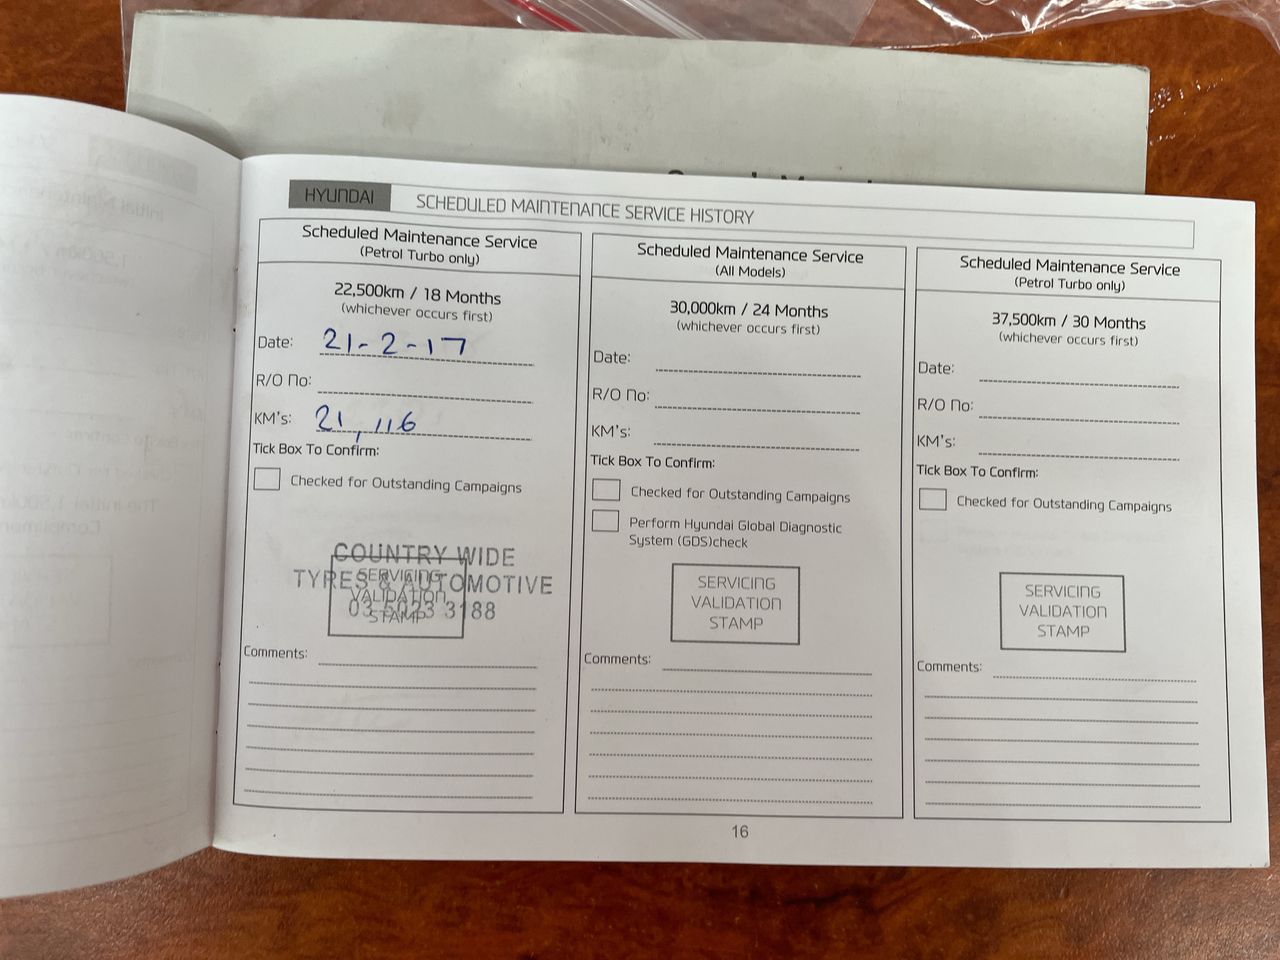 HYUNDAI SCHEDULED MAINTENANCE SERVICE HISTORY
Scheduled Maintenance Service
(Petrol Turbo only)
22,500km / 18 Months
(whichever occurs first)
Date: 21-2-17
R/O No:
KM's: 21,116
Tick Box To Confirm:
Checked for Outstanding Campaigns
COUNTRY WIDE
TYRES & AUTOMOTIVE
03 5023 3188
SERVICING
VALIDATION
STAMP
Comments:
Scheduled Maintenance Service
(All Models)
30,000km / 24 Months
(whichever occurs first)
Date:
R/O No:
KM's:
Tick Box To Confirm:
Checked for Outstanding Campaigns
Perform Hyundai Global Diagnostic
System (GDS)check
SERVICING
VALIDATION
STAMP
Comments:
Scheduled Maintenance Service
(Petrol Turbo only)
37,500km / 30 Months
(whichever occurs first)
Date:
R/O No:
KM's:
Tick Box To Confirm:
Checked for Outstanding Campaigns
SERVICING
VALIDATION
STAMP
Comments:
16